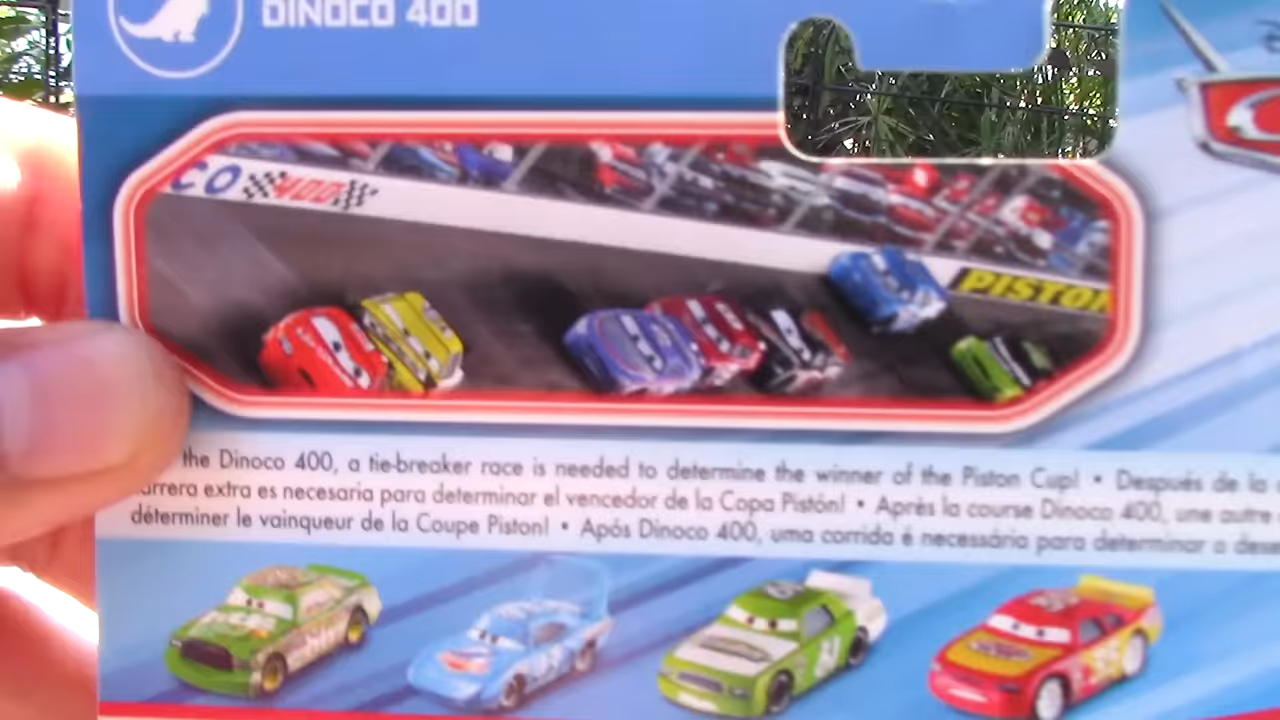 DINOCO 400
CO 400
PISTON
the Dinoco 400, a tie-breaker race is needed to determine the winner of the Piston Cup! • Después de la
arrera extra es necesaria para determinar el vencedor de la Copa Pistón! • Après la course Dinoco 400, une autre
déterminer le vainqueur de la Coupe Piston! • Após Dinoco 400, uma corrida é necessária para determinar o